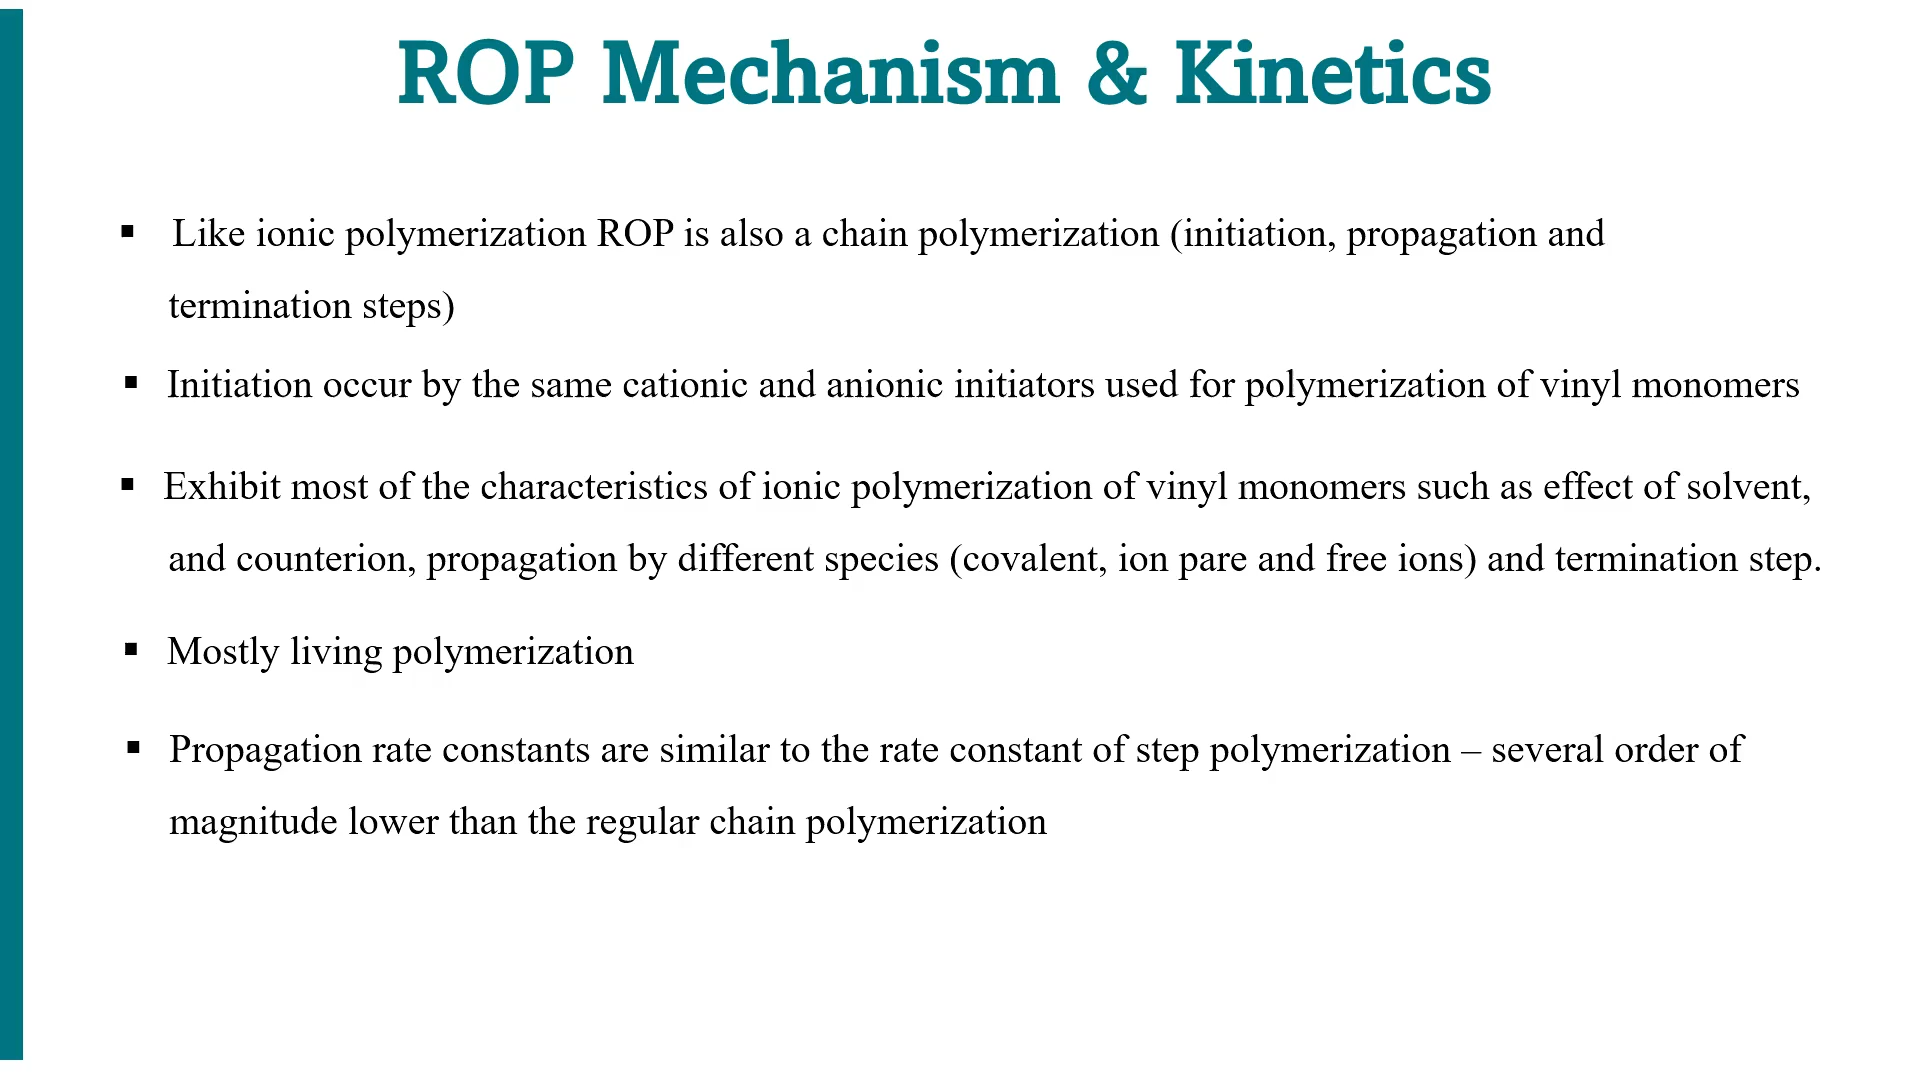 ROP Mechanism & Kinetics
▪ Like ionic polymerization ROP is also a chain polymerization (initiation, propagation and
termination steps)
▪ Initiation occur by the same cationic and anionic initiators used for polymerization of vinyl monomers
▪ Exhibit most of the characteristics of ionic polymerization of vinyl monomers such as effect of solvent,
and counterion, propagation by different species (covalent, ion pare and free ions) and termination step.
▪ Mostly living polymerization
▪ Propagation rate constants are similar to the rate constant of step polymerization – several order of
magnitude lower than the regular chain polymerization